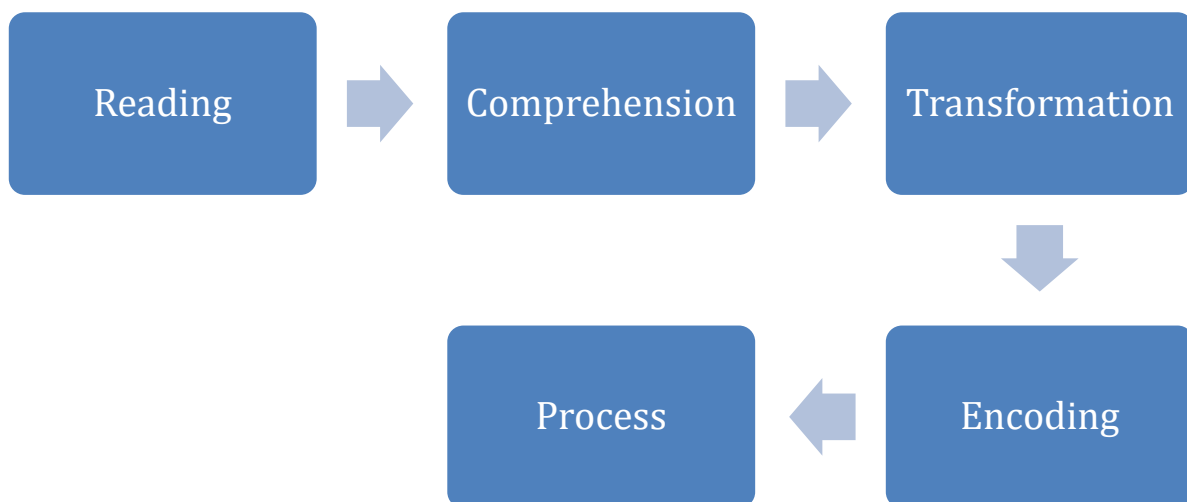 Reading
Comprehension
Transformation
Encoding
Process